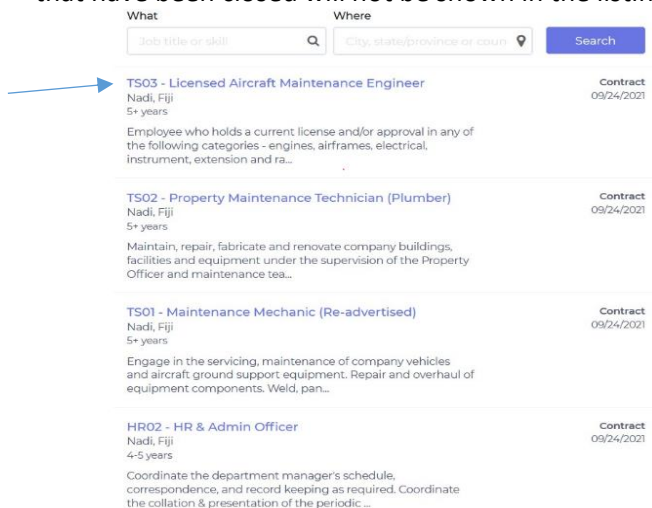 that have been closed will not be shown in the listin
What Where
Job title or skill City, state/province or coun Search
TS03 - Licensed Aircraft Maintenance Engineer Contract
Nadi, Fiji 09/24/2021
5+ years
Employee who holds a current license and/or approval in any of
the following categories - engines, airframes, electrical,
instrument, extension and ra...
TS02 - Property Maintenance Technician (Plumber) Contract
Nadi, Fiji 09/24/2021
5+ years
Maintain, repair, fabricate and renovate company buildings,
facilities and equipment under the supervision of the Property
Officer and maintenance tea...
TS01 - Maintenance Mechanic (Re-advertised) Contract
Nadi, Fiji 09/24/2021
5+ years
Engage in the servicing, maintenance of company vehicles
and aircraft ground support equipment. Repair and overhaul of
equipment components. Weld, pan...
HR02 - HR & Admin Officer Contract
Nadi, Fiji 09/24/2021
4-5 years
Coordinate the department manager's schedule,
correspondence, and record keeping as required. Coordinate
the collation & presentation of the periodic ...